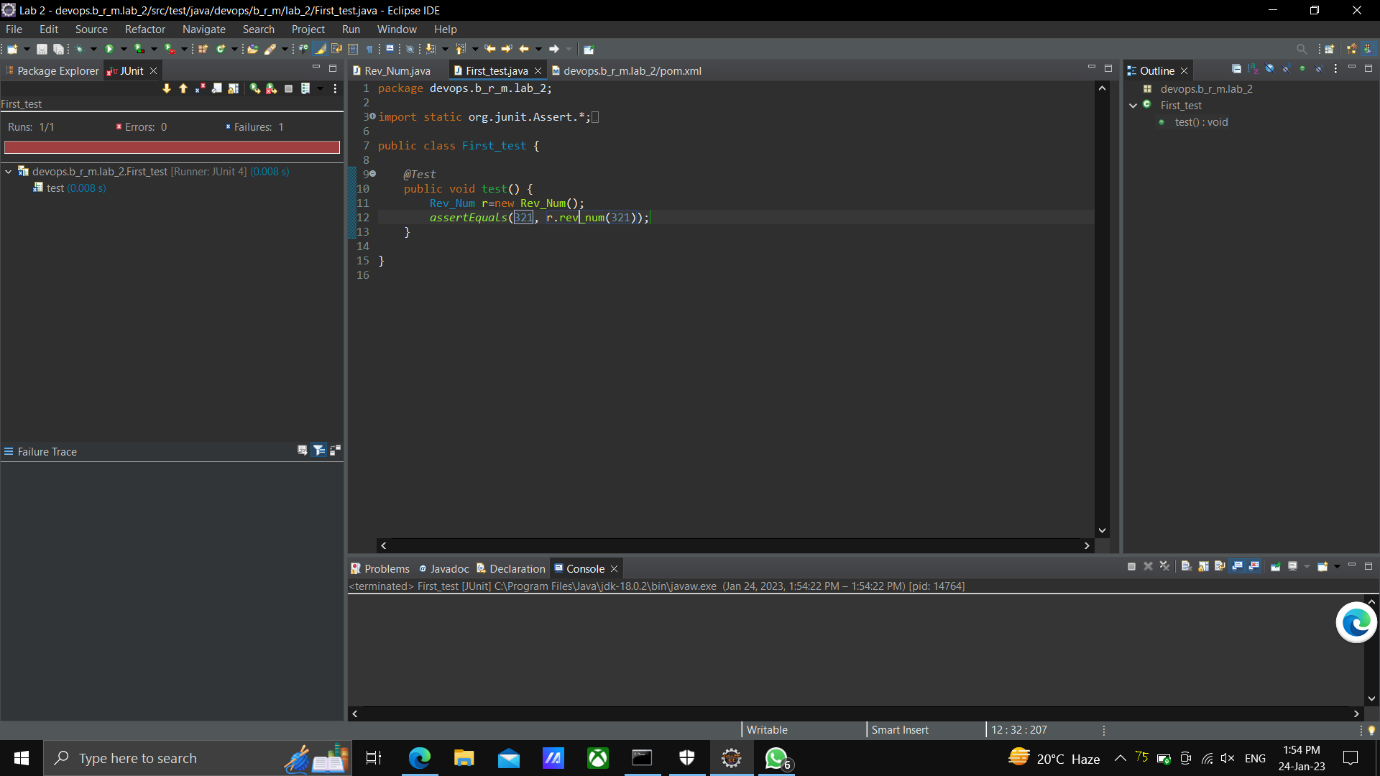 Lab 2 - devops.b_r_m.lab_2/src/test/java/devops/b_r_m/lab_2/First_test.java - Eclipse IDE
File Edit Source Refactor Navigate Search Project Run Window Help
Package Explorer JUnit
First_test
Runs: 1/1 Errors: 0 Failures: 1
devops.b_r_m.lab_2.First_test [Runner: JUnit 4] (0.008 s)
test (0.008 s)
Failure Trace
Rev_Num.java First_test.java devops.b_r_m.lab_2/pom.xml
1 package devops.b_r_m.lab_2;
2
3 import static org.junit.Assert.*;
6
7 public class First_test {
8
9 @Test
10 public void test() {
11 Rev_Num r=new Rev_Num();
12 assertEquals(321, r.rev_num(321));
13 }
14
15 }
16
Outline
devops.b_r_m.lab_2
First_test
test() : void
Problems Javadoc Declaration Console
<terminated> First_test [JUnit] C:\Program Files\Java\jdk-18.0.2\bin\javaw.exe (Jan 24, 2023, 1:54:22 PM – 1:54:22 PM) [pid: 14764]
Writable Smart Insert 12 : 32 : 207
Type here to search
6
20°C Haze
75
ENG
1:54 PM
24-Jan-23